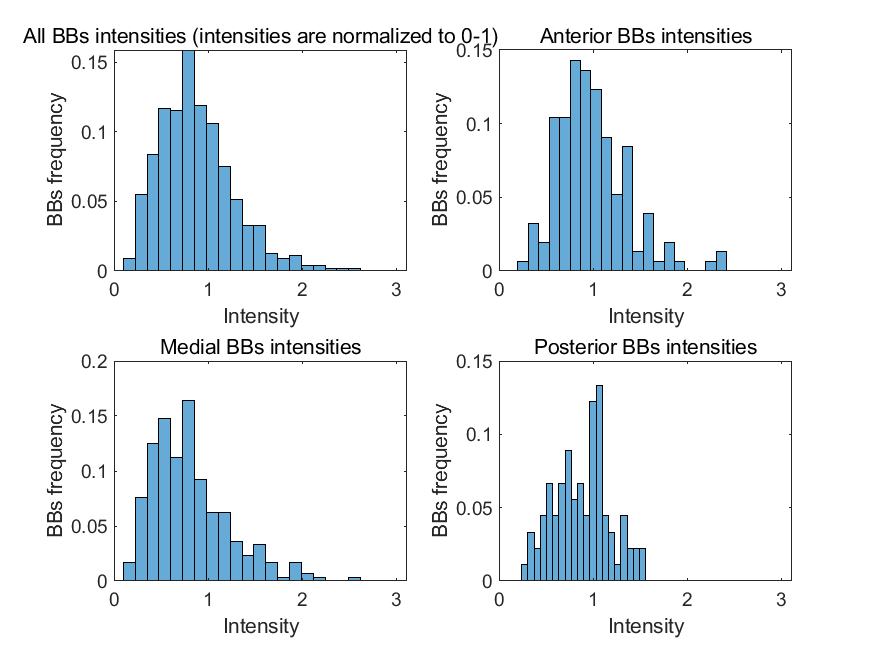 All BBs intensities (intensities are normalized to 0-1)
0.15
0.1
0.05
0
BBs frequency
0 1 2 3
Intensity
Anterior BBs intensities
0.15
0.1
0.05
0
BBs frequency
0 1 2 3
Intensity
Medial BBs intensities
0.2
0.15
0.1
0.05
0
BBs frequency
0 1 2 3
Intensity
Posterior BBs intensities
0.15
0.1
0.05
0
BBs frequency
0 1 2 3
Intensity